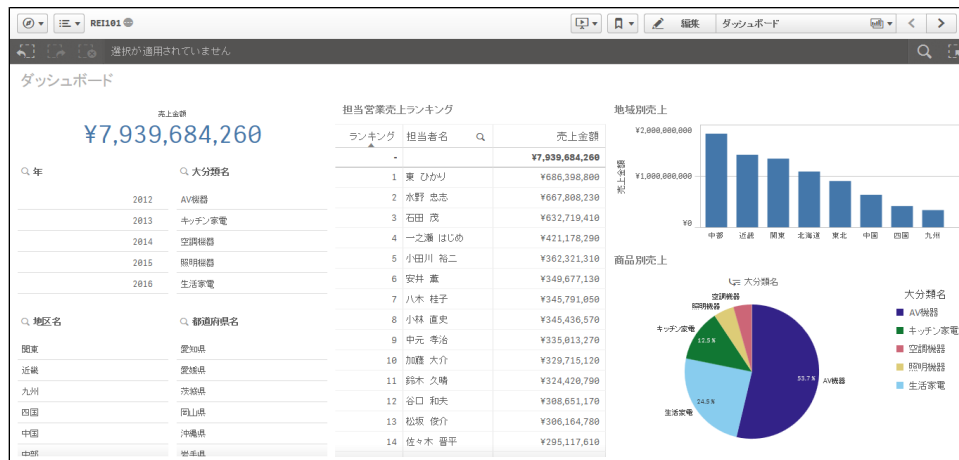 REI101
編集
ダッシュボード
選択が適用されていません
ダッシュボード
売上金額
¥7,939,684,260
年
2012
2013
2014
2015
2016
大分類名
AV機器
キッチン家電
空調機器
照明機器
生活家電
地区名
関東
近畿
九州
四国
中国
中部
都道府県名
愛知県
愛媛県
茨城県
岡山県
沖縄県
岩手県
担当営業売上ランキング
ランキング 担当者名 売上金額
- ¥7,939,684,260
1 東 ひかり ¥686,398,800
2 水野 忠志 ¥667,808,230
3 石田 茂 ¥632,719,410
4 一之瀬 はじめ ¥421,178,290
5 小田川 裕二 ¥362,321,310
6 安井 薫 ¥349,677,130
7 八木 桂子 ¥345,791,050
8 小林 直史 ¥345,436,570
9 中元 孝治 ¥335,013,270
10 加藤 大介 ¥329,715,120
11 鈴木 久晴 ¥324,420,790
12 谷口 和夫 ¥308,651,170
13 松坂 俊介 ¥306,164,780
14 佐々木 晋平 ¥295,117,610
地域別売上
売上金額
¥2,000,000,000
¥1,000,000,000
¥0
中部 近畿 関東 北海道 東北 中国 四国 九州
商品別売上
大分類名
空調機器
照明機器
キッチン家電
12.5%
55.7%
AV機器
24.5%
生活家電
大分類名
AV機器
キッチン家電
空調機器
照明機器
生活家電